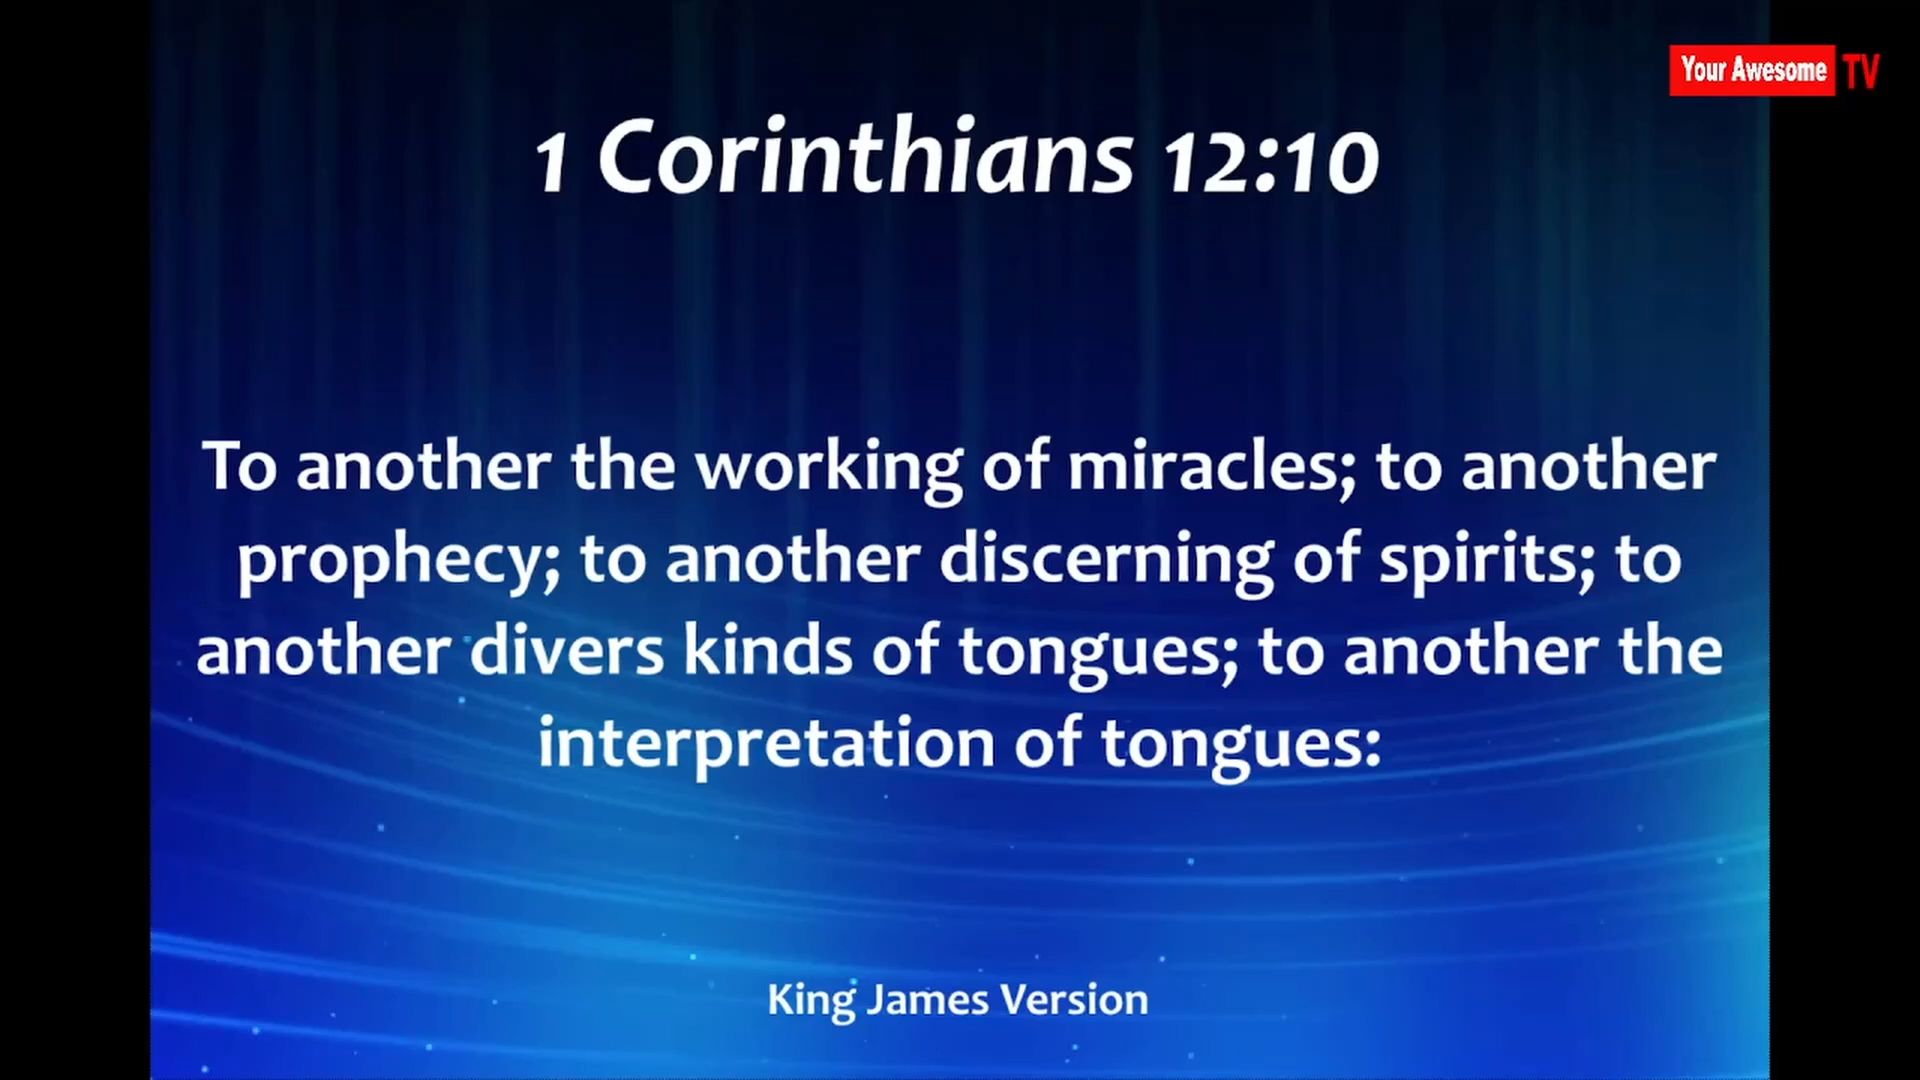 Your Awesome TV
1 Corinthians 12:10
To another the working of miracles; to another
prophecy; to another discerning of spirits; to
another divers kinds of tongues; to another the
interpretation of tongues:
King James Version